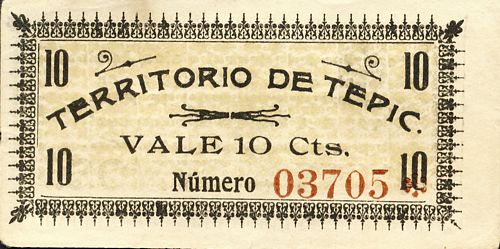 10 10
TERRITORIO DE TEPIC.
VALE 10 Cts.
10 10
Número 03705